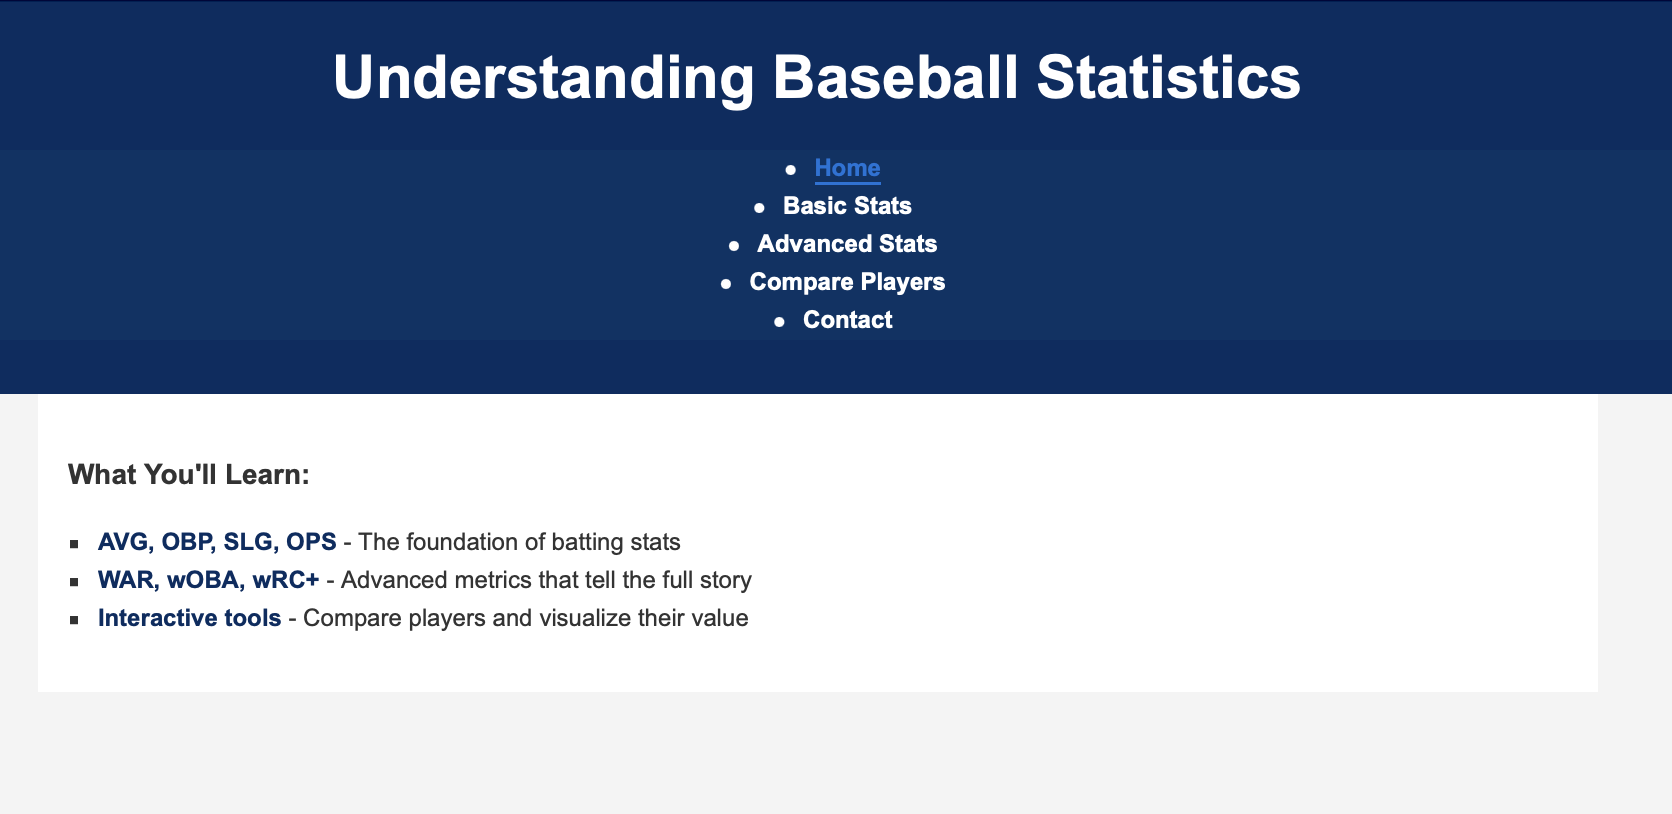 Understanding Baseball Statistics
Home
Basic Stats
Advanced Stats
Compare Players
Contact
What You'll Learn:
AVG, OBP, SLG, OPS - The foundation of batting stats
WAR, wOBA, wRC+ - Advanced metrics that tell the full story
Interactive tools - Compare players and visualize their value